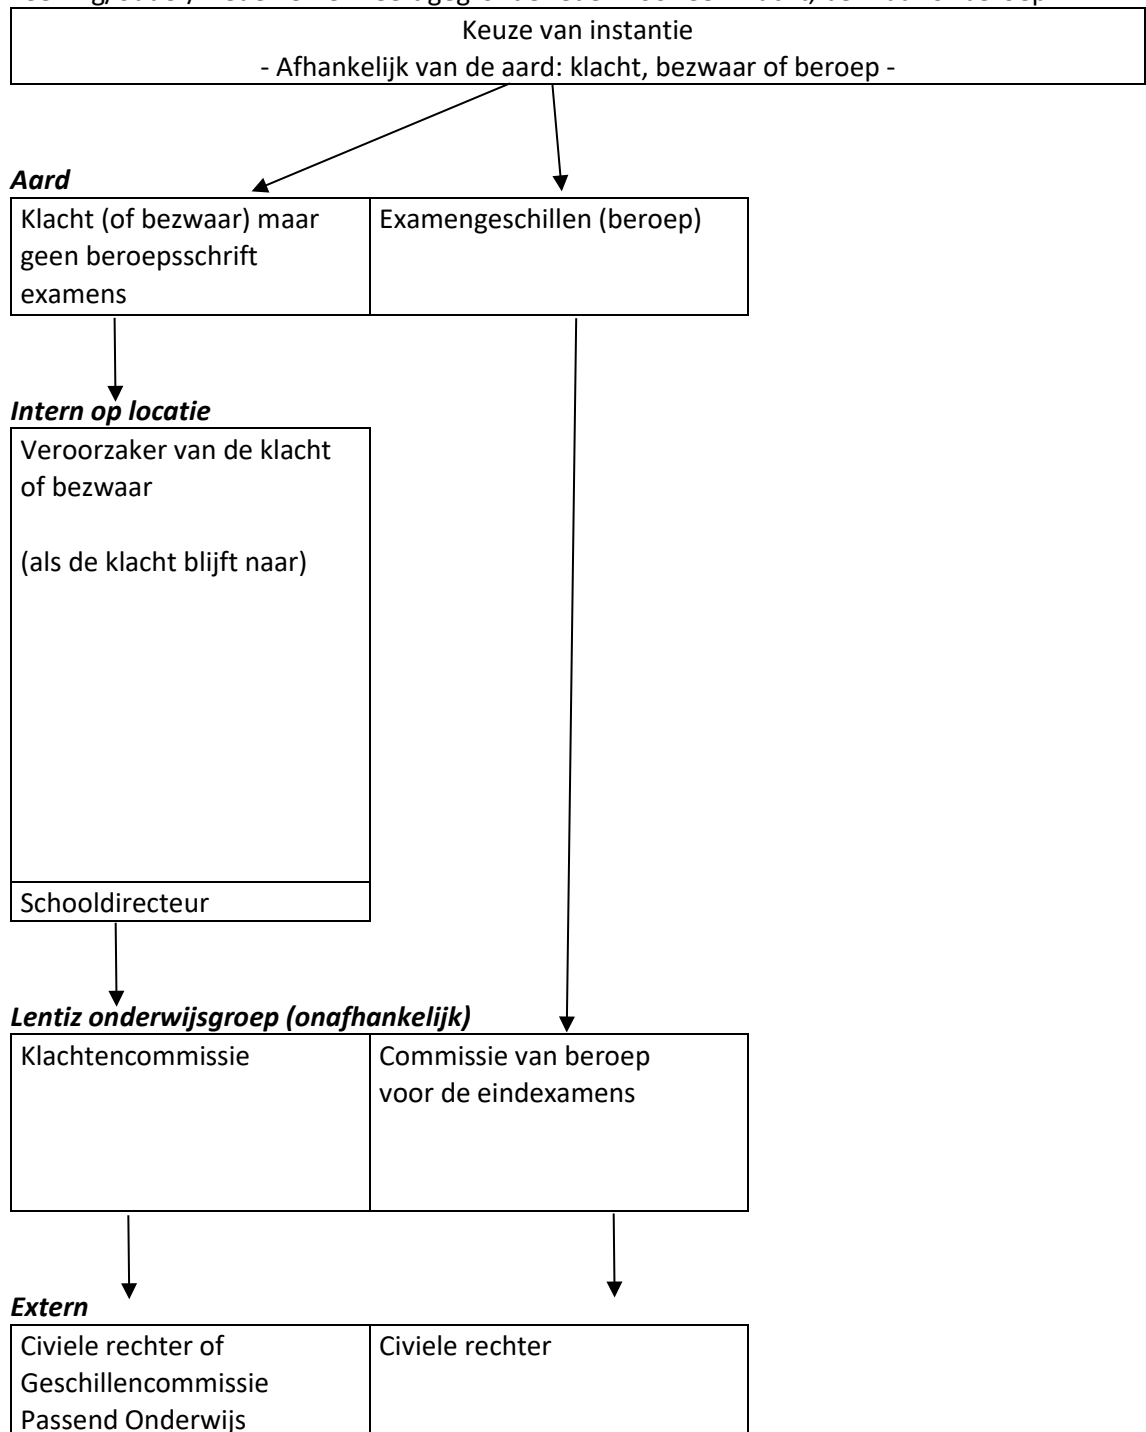 Keuze van instantie
- Afhankelijk van de aard: klacht, bezwaar of beroep -
Aard
Klacht (of bezwaar) maar
geen beroepsschrift
examens
Examengeschillen (beroep)
Intern op locatie
Veroorzaker van de klacht
of bezwaar
(als de klacht blijft naar)
Schooldirecteur
Lentiz onderwijsgroep (onafhankelijk)
Klachtencommissie
Commissie van beroep
voor de eindexamens
Extern
Civiele rechter of
Geschillencommissie
Passend Onderwijs
Civiele rechter